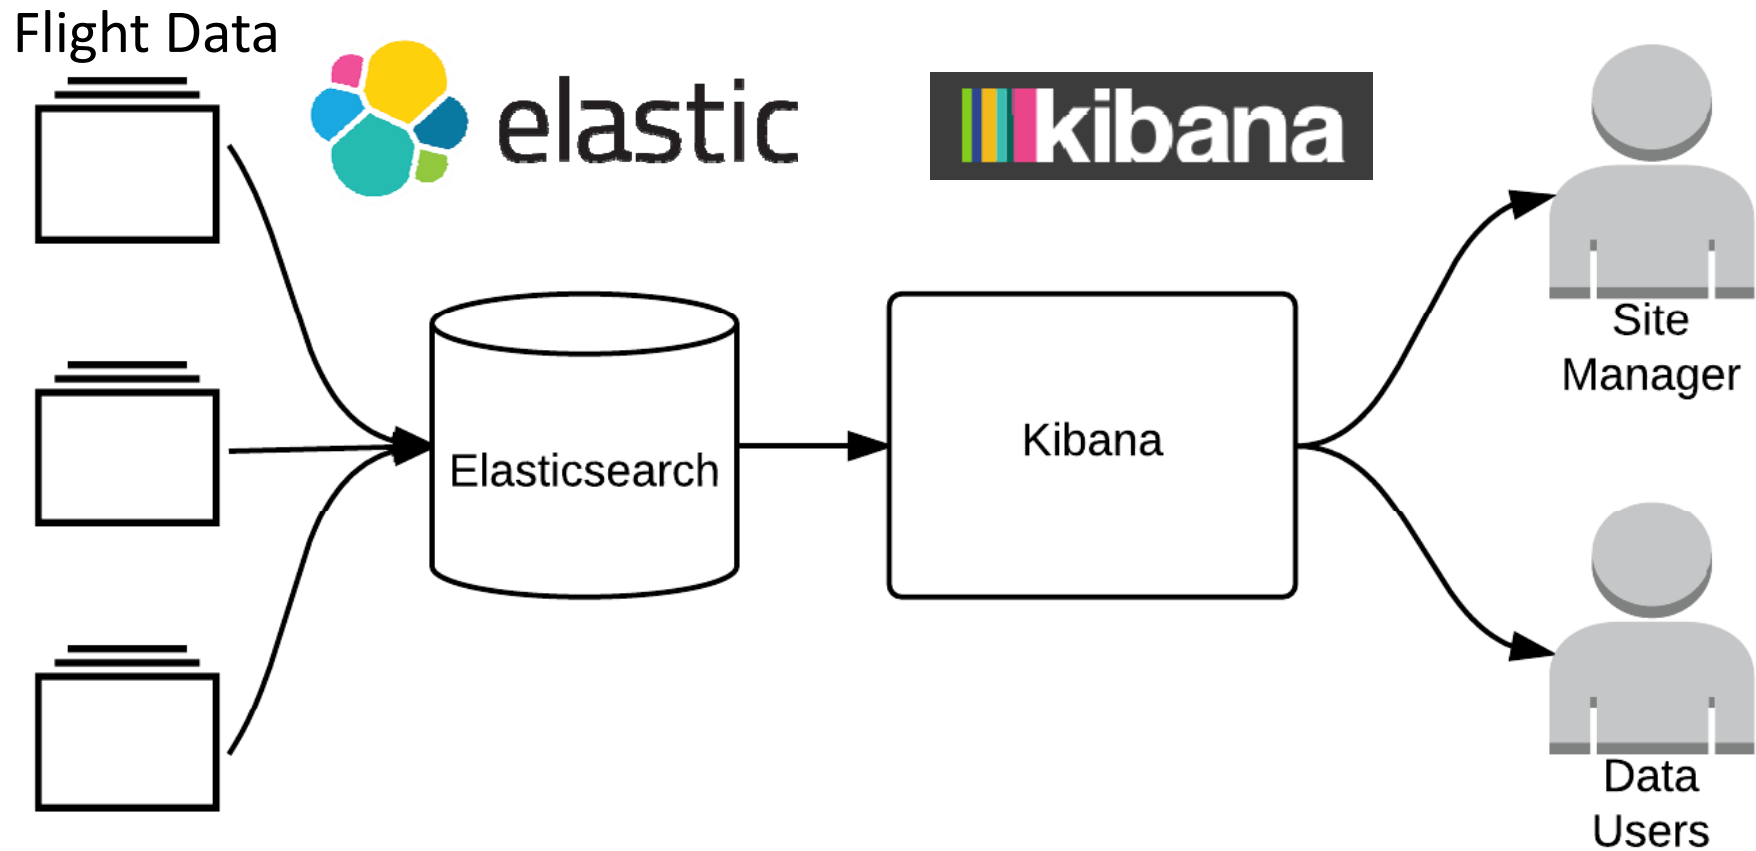 Flight Data
elastic
kibana
Elasticsearch
Kibana
Site
Manager
Data
Users